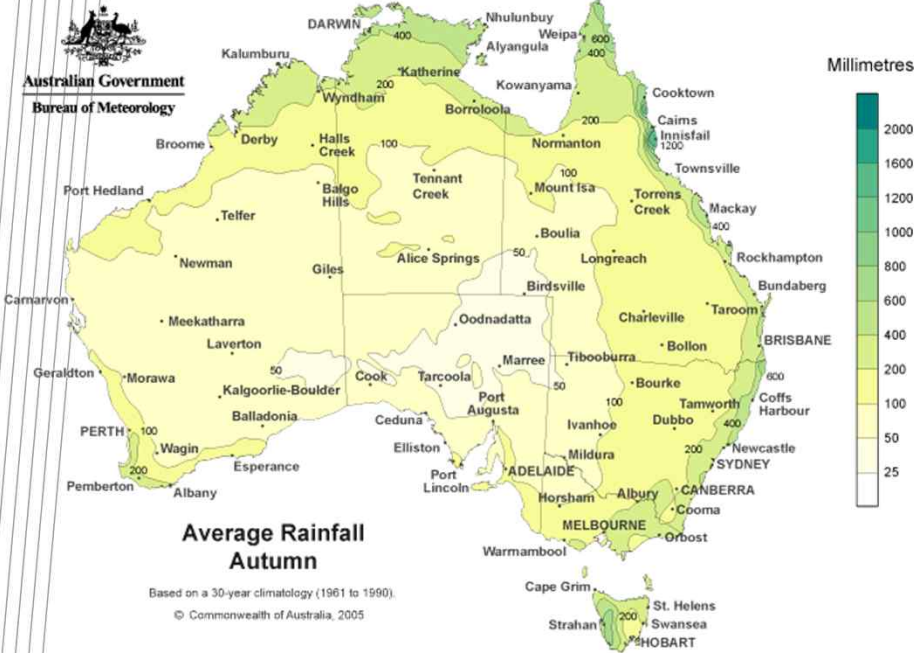 Australian Government
Bureau of Meteorology
DARWIN
Nhulunbuy
Weipa
600
400
400
Alyangula
Kalumburu
Katherine
200
Kowanyama
Cooktown
Wyndham
Borroloola
200
Cairns
Innisfail
1200
Broome
Derby
Halls
Creek
100
Normanton
Townsville
Port Hedland
Balgo
Hills
Tennant
Creek
100
Mount Isa
Torrens
Creek
Mackay
400
Telfer
Boulia
Newman
Giles
Alice Springs
50
Longreach
Rockhampton
Birdsville
Bundaberg
Carnarvon
Meekatharra
Oodnadatta
Charleville
Taroom
Laverton
Bollon
BRISBANE
Geraldton
Morawa
50
Cook
Tarcoola
Marree
Tibooburra
600
Kalgoorlie-Boulder
50
Bourke
Port
Augusta
100
Tamworth
Coffs
Harbour
Balladonia
Ceduna
Ivanhoe
Dubbo
400
PERTH
100
Wagin
Elliston
Mildura
200
Newcastle
SYDNEY
200
Esperance
Port
Lincoln
ADELAIDE
Pemberton
Albany
Horsham
Albury
CANBERRA
Cooma
MELBOURNE
Orbost
Warrnambool
Cape Grim
St. Helens
Strahan
200
Swansea
HOBART
Average Rainfall
Autumn
Based on a 30-year climatology (1961 to 1990).
© Commonwealth of Australia, 2005
Millimetres
2000
1600
1200
1000
800
600
400
200
100
50
25